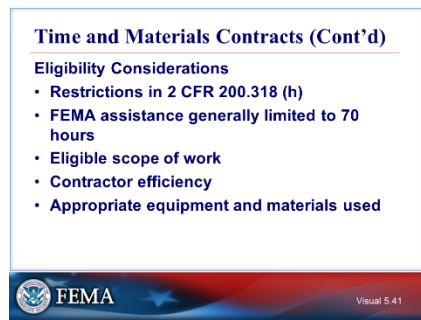 Time and Materials Contracts (Cont’d)
Eligibility Considerations
• Restrictions in 2 CFR 200.318 (h)
• FEMA assistance generally limited to 70
hours
• Eligible scope of work
• Contractor efficiency
• Appropriate equipment and materials used
FEMA
Visual 5.41